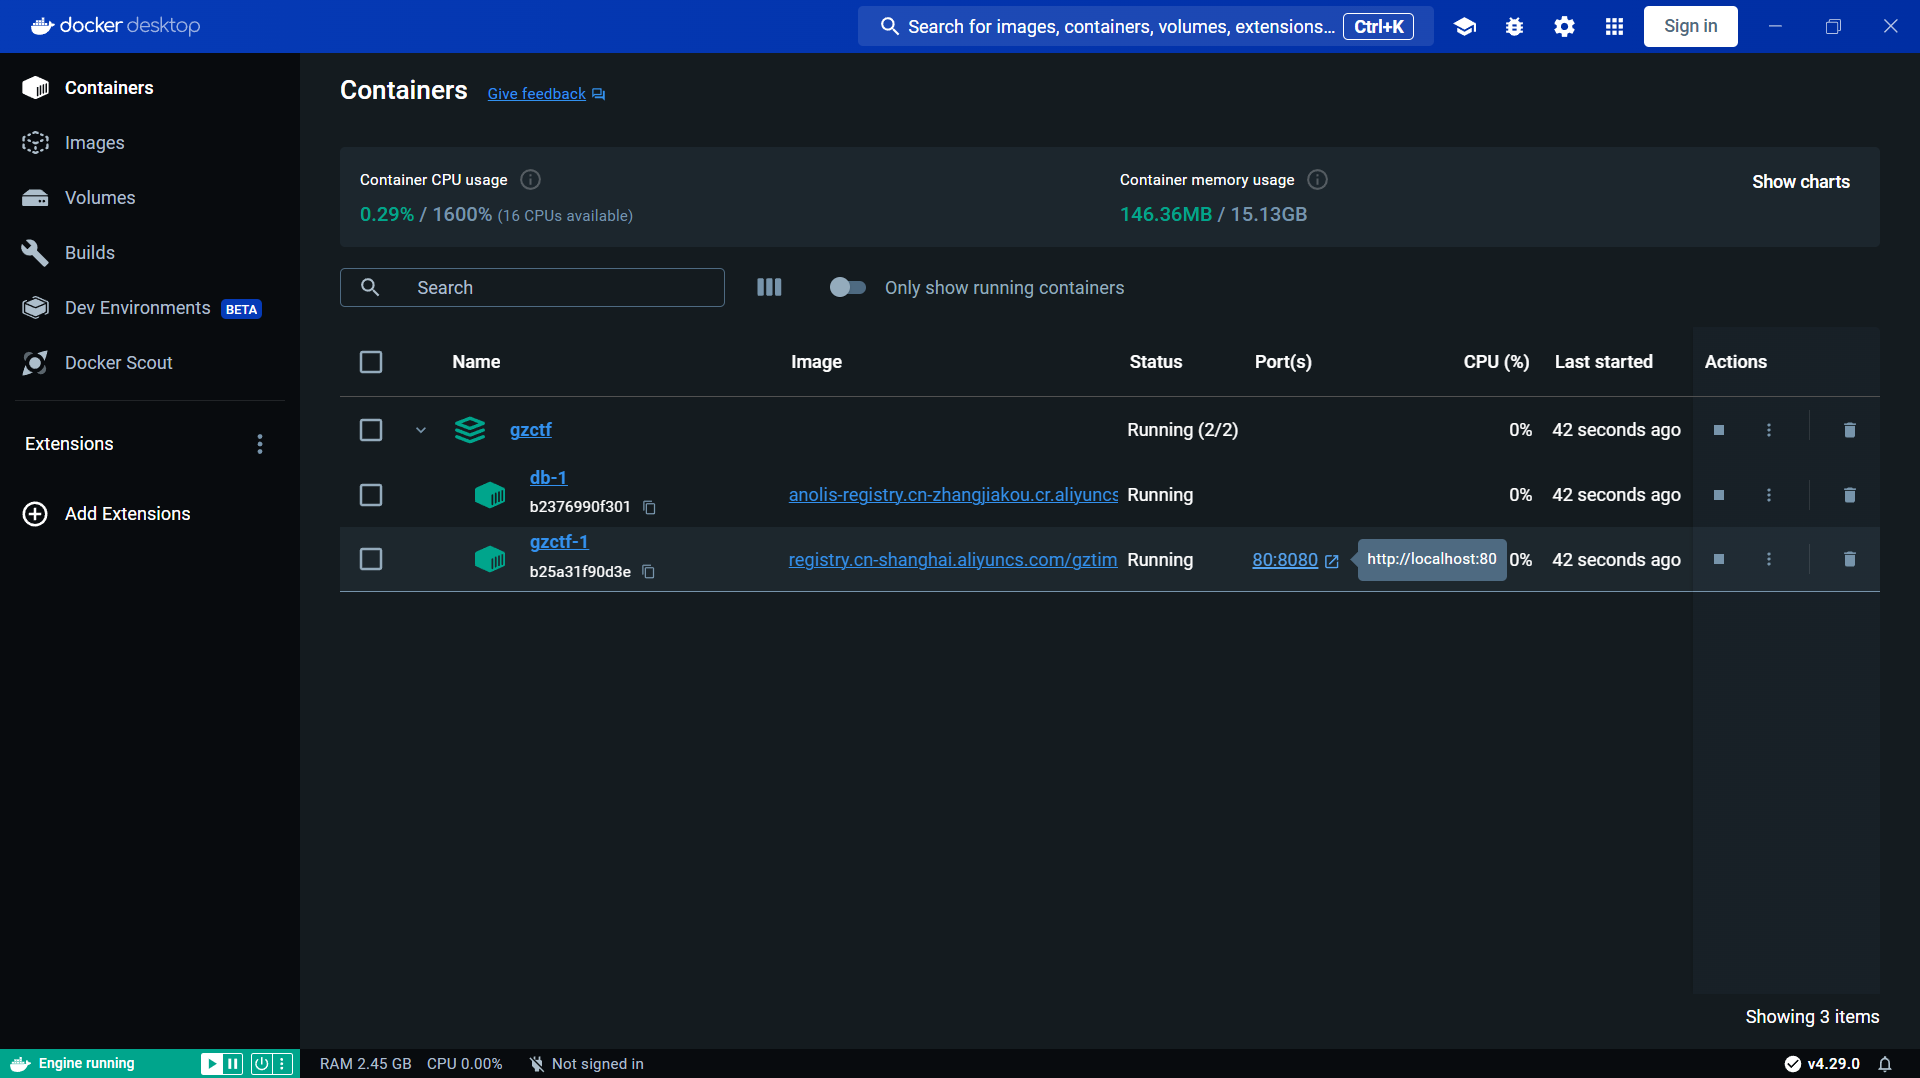 docker desktop
Search for images, containers, volumes, extensions... Ctrl+K
Sign in
Containers
Images
Volumes
Builds
Dev Environments BETA
Docker Scout
Extensions
Add Extensions
Containers Give feedback
Container CPU usage
0.29% / 1600% (16 CPUs available)
Container memory usage
146.36MB / 15.13GB
Show charts
Search
Only show running containers
Name Image Status Port(s) CPU (%) Last started Actions
gzctf Running (2/2) 0% 42 seconds ago
db-1
b2376990f301
anolis-registry.cn-zhangjiakou.cr.aliyuncs Running 0% 42 seconds ago
gzctf-1
b25a31f90d3e
registry.cn-shanghai.aliyuncs.com/gztim Running 80:8080 http://localhost:80 0% 42 seconds ago
Showing 3 items
Engine running
RAM 2.45 GB CPU 0.00% Not signed in
v4.29.0